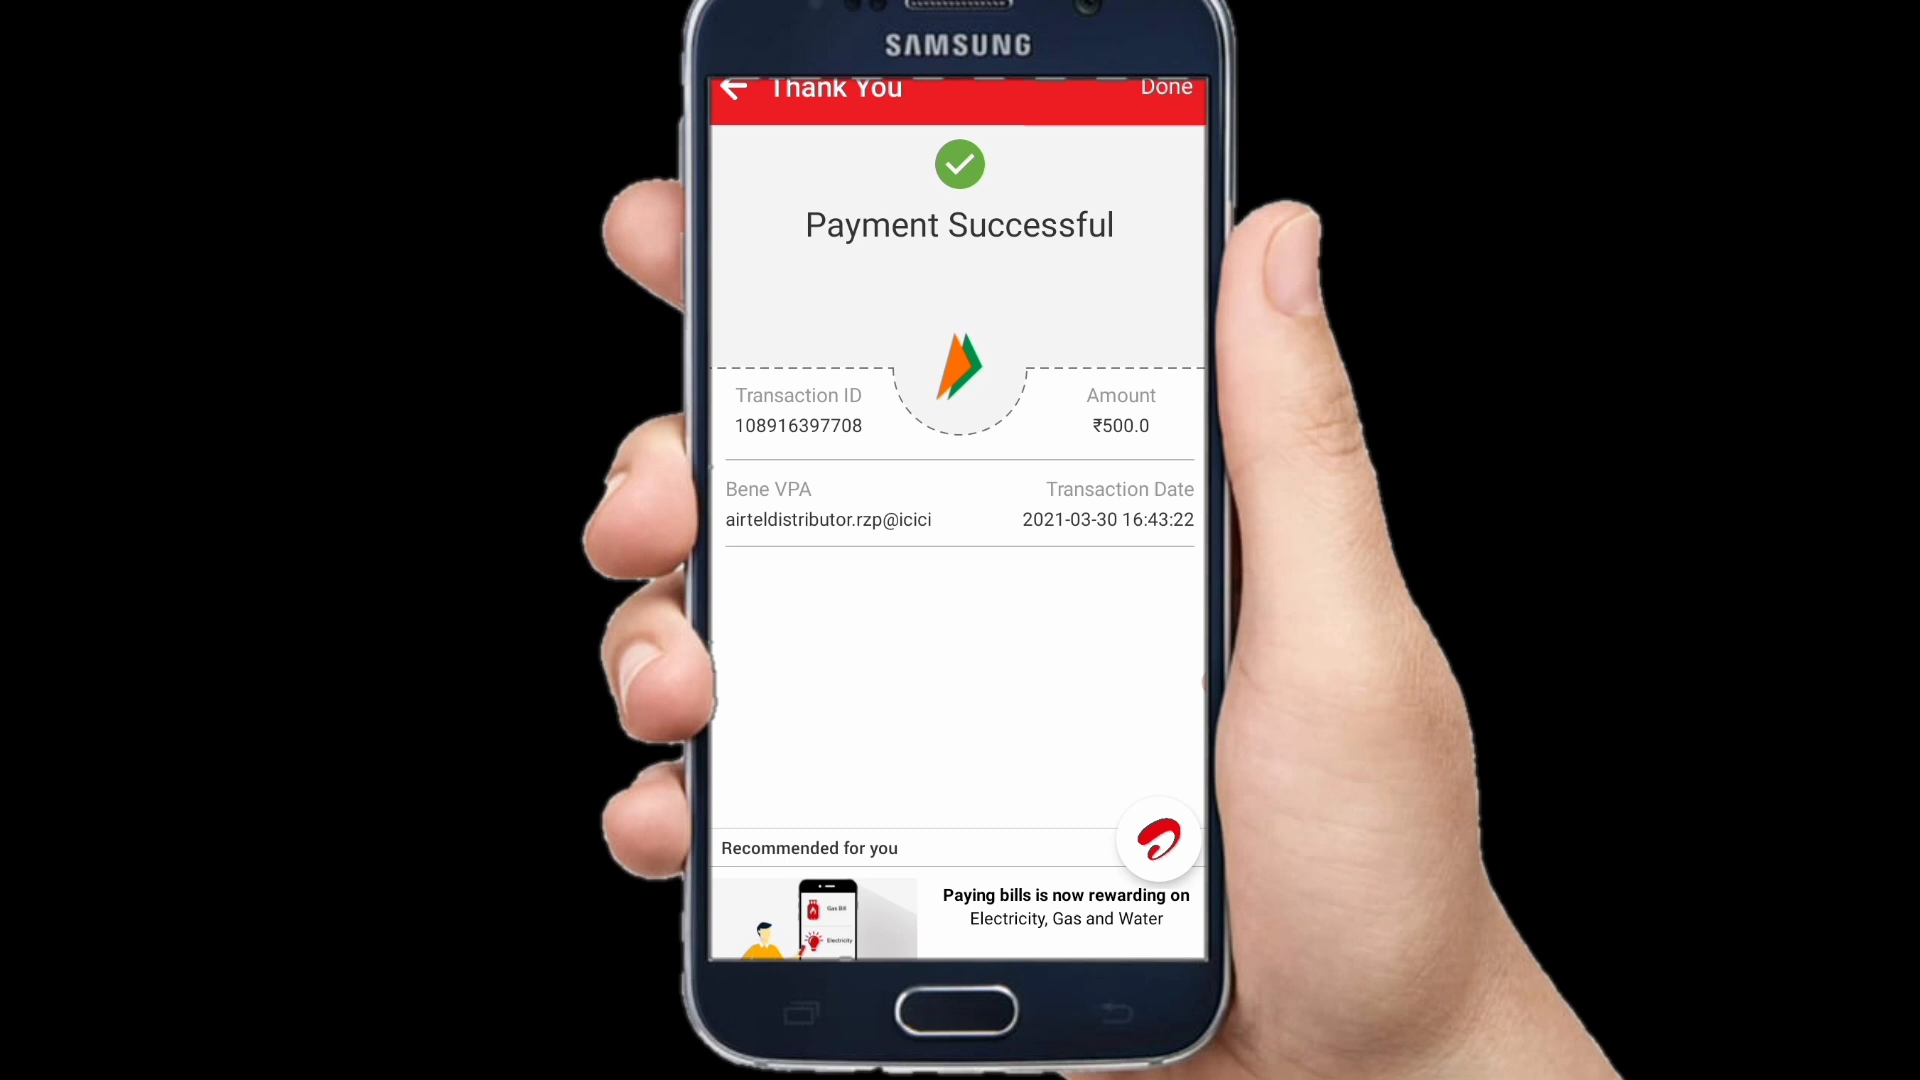 SAMSUNG
Thank You
Done
Payment Successful
Transaction ID
Amount
108916397708
₹500.0
Bene VPA
Transaction Date
airteldistributor.rzp@icici
2021-03-30 16:43:22
Recommended for you
Paying bills is now rewarding on
Electricity, Gas and Water
Gas Bill
Electricity